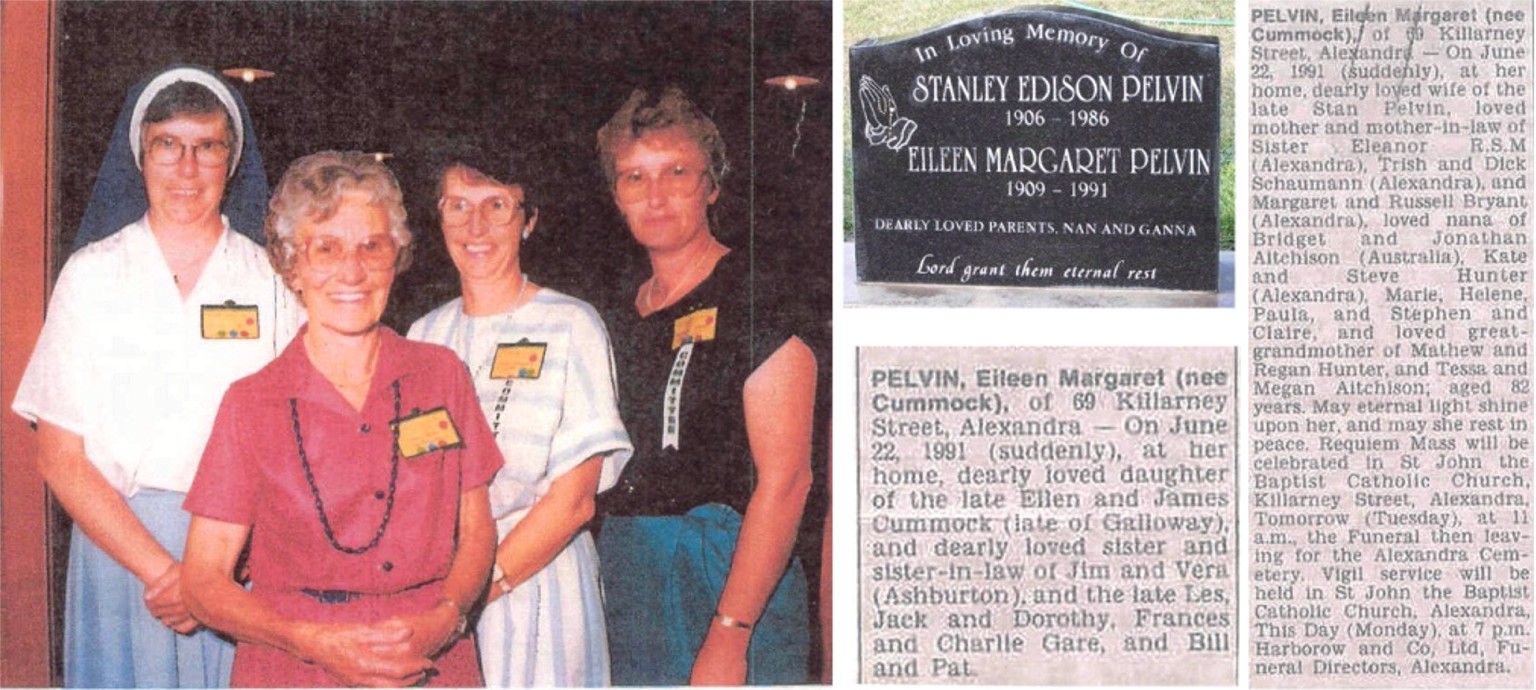 COMMUNITY
COMMITTEE
In Loving Memory Of
STANLEY EDISON PELVIN
1906 - 1986
EILEEN MARGARET PELVIN
1909 - 1991
DEARLY LOVED PARENTS, NAN AND GANNA
Lord grant them eternal rest
PELVIN, Eileen Margaret (nee
Cummock), of 69 Killarney
Street, Alexandra — On June
22, 1991 (suddenly), at her
home, dearly loved daughter
of the late Ellen and James
Cummock (late of Galloway),
and dearly loved sister and
sister-in-law of Jim and Vera
(Ashburton), and the late Les,
Jack and Dorothy, Frances
and Charlie Gare, and Bill
and Pat.
PELVIN, Eileen Margaret (nee
Cummock), of 69 Killarney
Street, Alexandra — On June
22, 1991 (suddenly), at her
home, dearly loved wife of the
late Stan Pelvin, loved
mother and mother-in-law of
Sister Eleanor R.S.M
(Alexandra), Trish and Dick
Schaumann (Alexandra), and
Margaret and Russell Bryant
(Alexandra), loved nana of
Bridget and Jonathan
Aitchison (Australia), Kate
and Steve Hunter
(Alexandra), Marie, Helene,
Paula, and Stephen and
Claire, and loved great-
grandmother of Mathew and
Regan Hunter, and Tessa and
Megan Aitchison; aged 82
years. May eternal light shine
upon her, and may she rest in
peace. Requiem Mass will be
celebrated in St John the
Baptist Catholic Church,
Killarney Street, Alexandra,
Tomorrow (Tuesday), at 11
a.m., the Funeral then leav-
ing for the Alexandra Cem-
etery. Vigil service will be
held in St John the Baptist
Catholic Church, Alexandra,
This Day (Monday), at 7 p.m.
Harborow and Co, Ltd, Fu-
neral Directors, Alexandra.